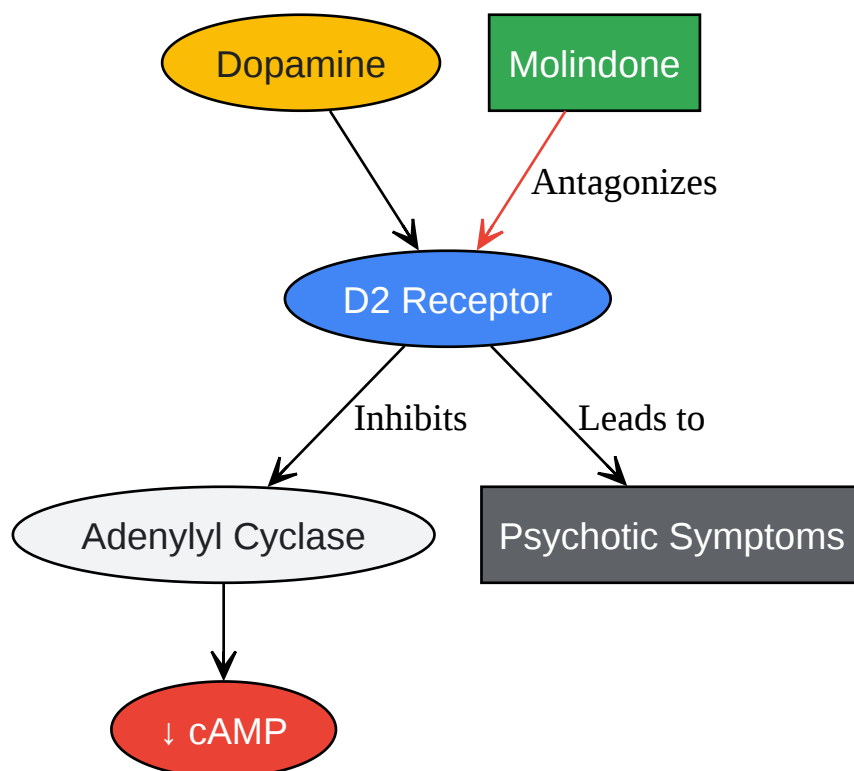 Dopamine
Molindone
Antagonizes
D2 Receptor
Inhibits
Leads to
Adenylyl Cyclase
Psychotic Symptoms
↓ cAMP